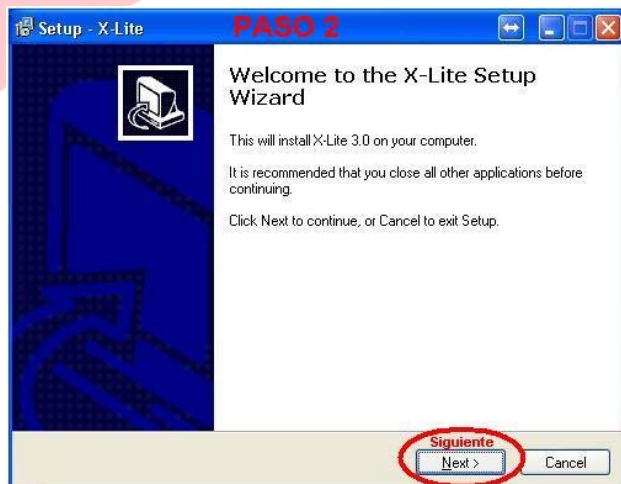 Setup - X-Lite
PASO 2
Welcome to the X-Lite Setup
Wizard
This will install X-Lite 3.0 on your computer.
It is recommended that you close all other applications before
continuing.
Click Next to continue, or Cancel to exit Setup.
Siguiente
Next >
Cancel